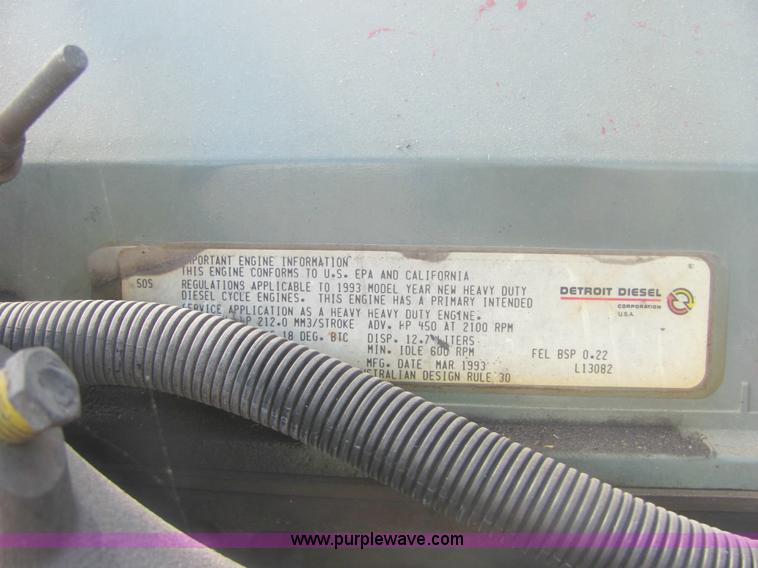 IMPORTANT ENGINE INFORMATION
THIS ENGINE CONFORMS TO U.S. EPA AND CALIFORNIA
50S REGULATIONS APPLICABLE TO 1993 MODEL YEAR NEW HEAVY DUTY
DIESEL CYCLE ENGINES. THIS ENGINE HAS A PRIMARY INTENDED
SERVICE APPLICATION AS A HEAVY HEAVY DUTY ENGINE.
212.0 MM3/STROKE ADV. HP 450 AT 2100 RPM
18 DEG. BTC DISP. 12.7 LITERS
MIN. IDLE 600 RPM FEL BSP 0.22
MFG. DATE MAR 1993 L13082
DESIGN RULE 30
DETROIT DIESEL
CORPORATION
U.S.A.
www.purplewave.com